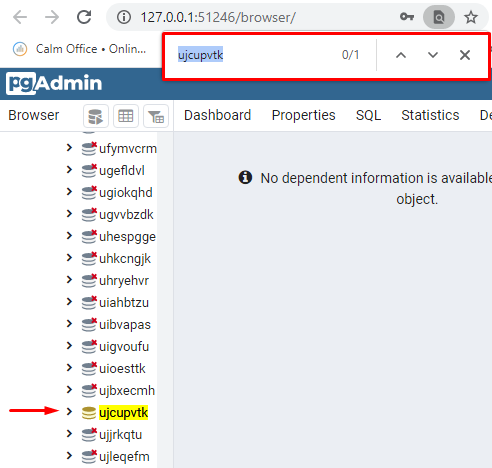 127.0.0.1:51246/browser/
Calm Office • Onlin...
ujcupvtk 0/1
pgAdmin
Browser Dashboard Properties SQL Statistics De
ufymvcrm
ugefldvl
ugiokqhd
ugvvbzdk
uhespgge
uhkcngjk
uhryehvr
uiahbtzu
uibvapas
uigvoufu
uioesttk
ujbxecmh
ujcupvtk
ujjrkqtu
ujleqefm
No dependent information is available
object.